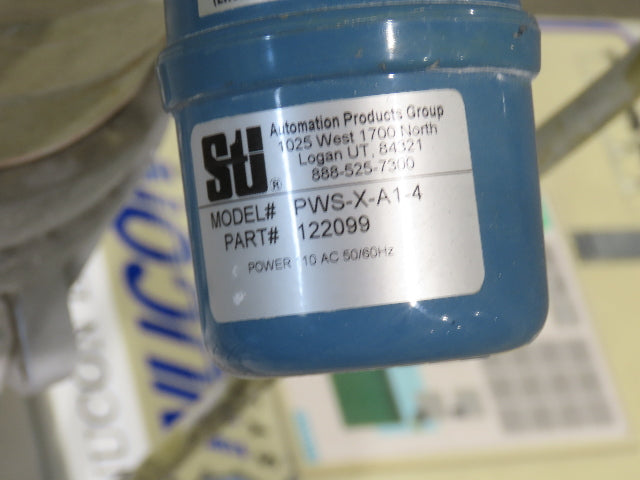 Sti®
Automation Products Group
1025 West 1700 North
Logan UT, 84321
888-525-7300
MODEL# PWS-X-A1-4
PART# 122099
POWER 110 AC 50/60Hz
SILICON